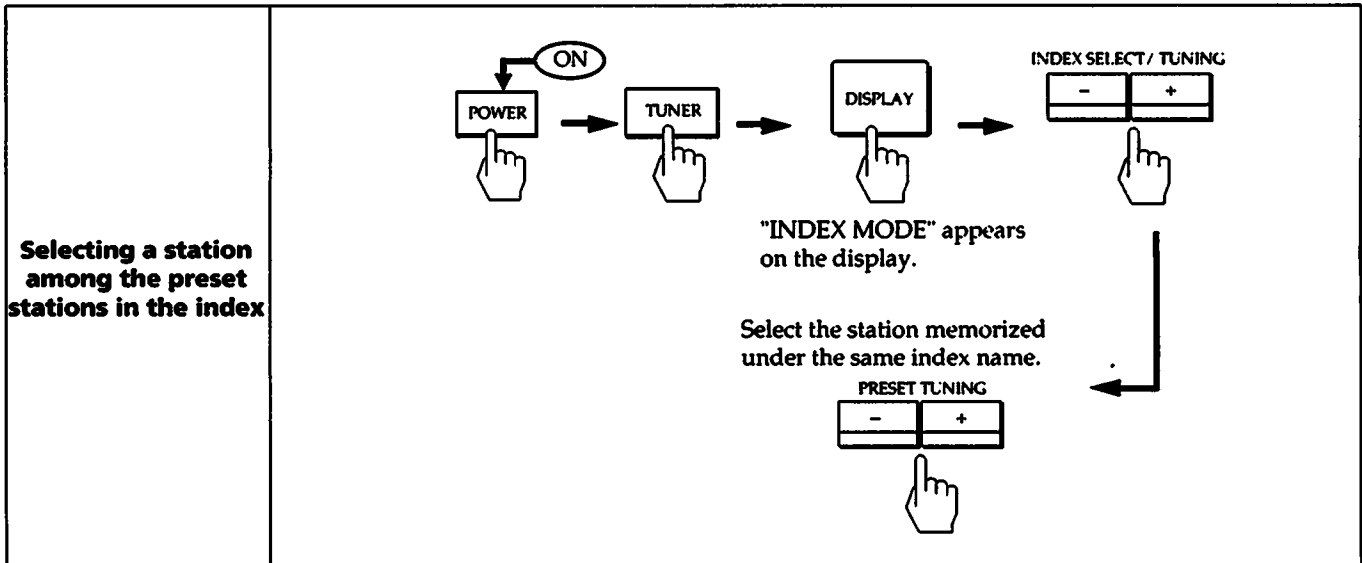 Selecting a station
among the preset
stations in the index
ON
POWER
TUNER
DISPLAY
INDEX SELECT / TUNING
- +
"INDEX MODE" appears
on the display.
Select the station memorized
under the same index name.
PRESET TUNING
- +